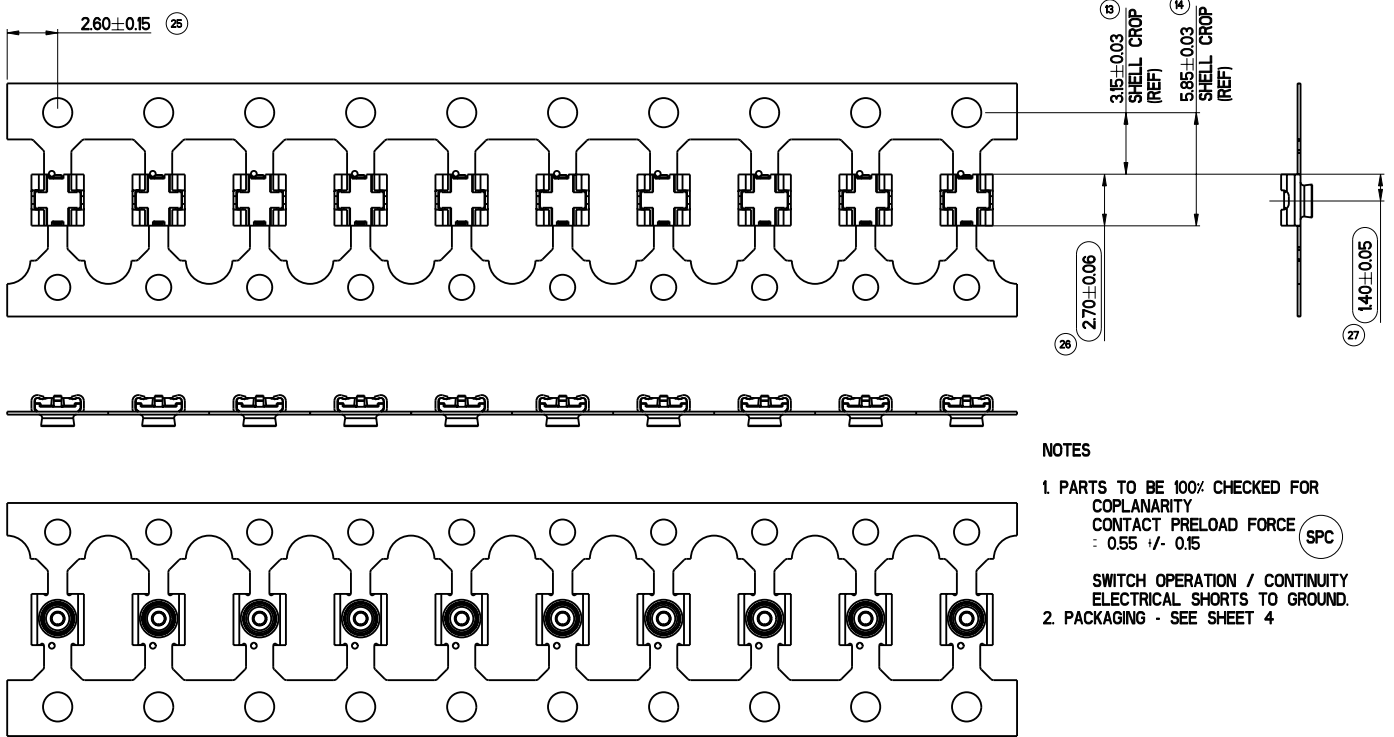 2.60±0.15 25
13
3.15±0.03
SHELL CROP
(REF)
14
5.85±0.03
SHELL CROP
(REF)
2.70±0.06
26
1.40±0.05
27
NOTES
1. PARTS TO BE 100% CHECKED FOR
COPLANARITY
CONTACT PRELOAD FORCE
= 0.55 +/- 0.15
SPC
SWITCH OPERATION / CONTINUITY
ELECTRICAL SHORTS TO GROUND.
2. PACKAGING - SEE SHEET 4